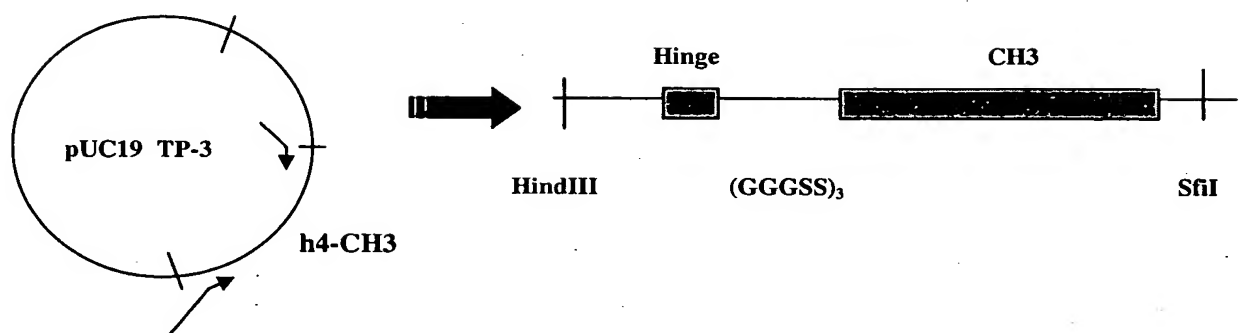 pUC19 TP-3
h4-CH3
Hinge
CH3
HindIII
(GGGSS)₃
SfiI